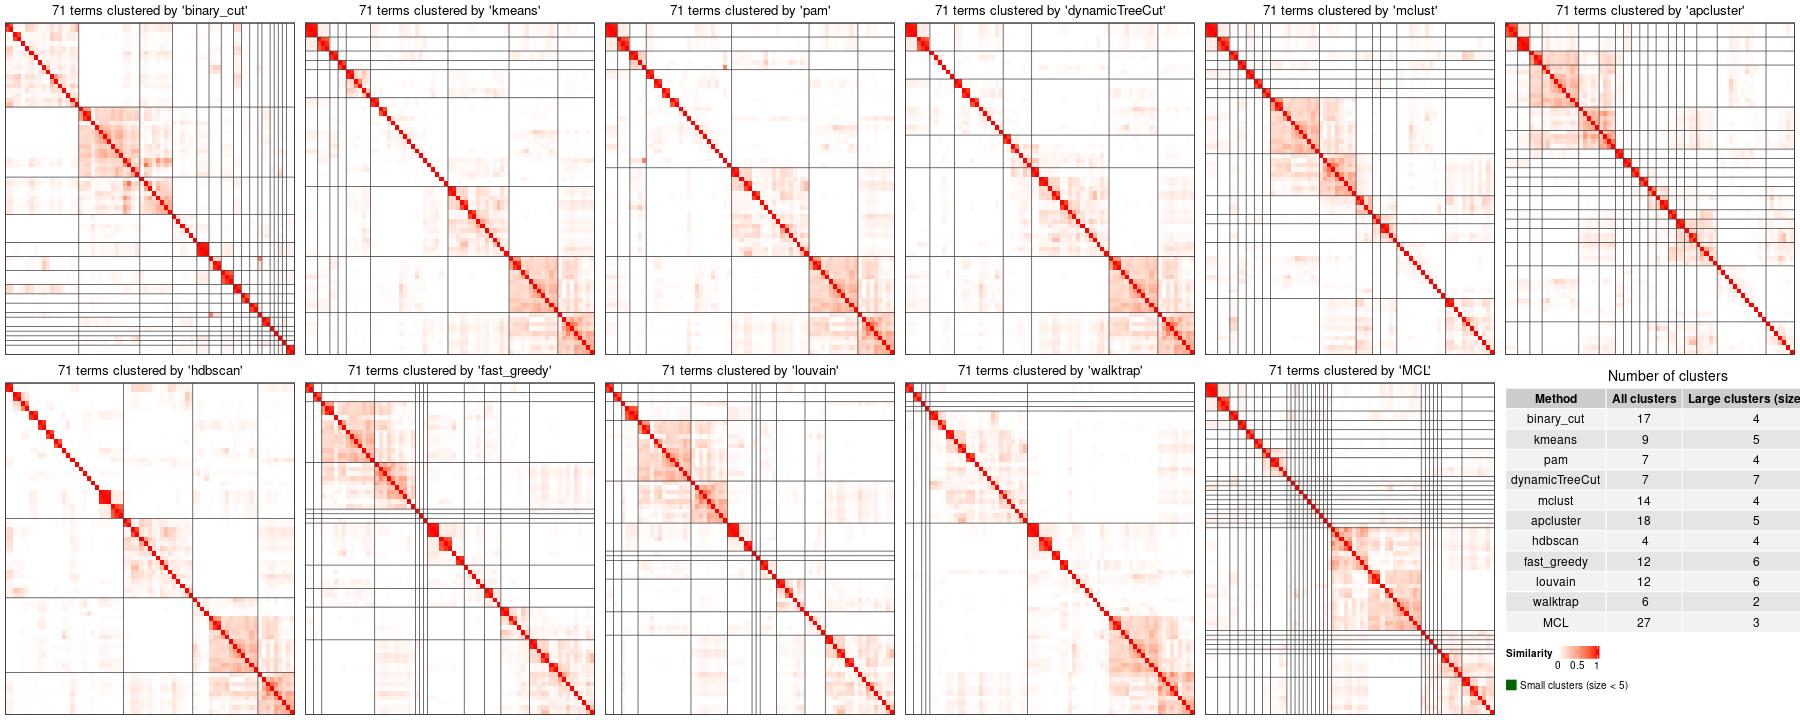 71 terms clustered by 'binary_cut'
71 terms clustered by 'kmeans'
71 terms clustered by 'pam'
71 terms clustered by 'dynamicTreeCut'
71 terms clustered by 'mclust'
71 terms clustered by 'apcluster'
71 terms clustered by 'hdbscan'
71 terms clustered by 'fast_greedy'
71 terms clustered by 'louvain'
71 terms clustered by 'walktrap'
71 terms clustered by 'MCL'
Number of clusters
Method All clusters Large clusters (size
binary_cut 17 4
kmeans 9 5
pam 7 4
dynamicTreeCut 7 7
mclust 14 4
apcluster 18 5
hdbscan 4 4
fast_greedy 12 6
louvain 12 6
walktrap 6 2
MCL 27 3
Similarity
0 0.5 1
Small clusters (size < 5)